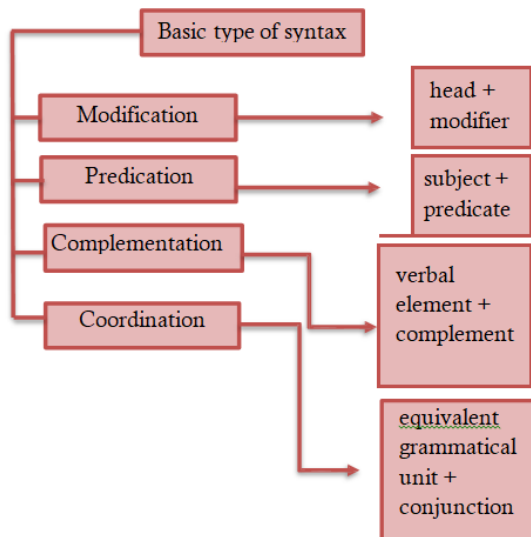 Basic type of syntax
Modification
head +
modifier
Predication
subject +
predicate
Complementation
verbal
element +
complement
Coordination
equivalent
grammatical
unit +
conjunction